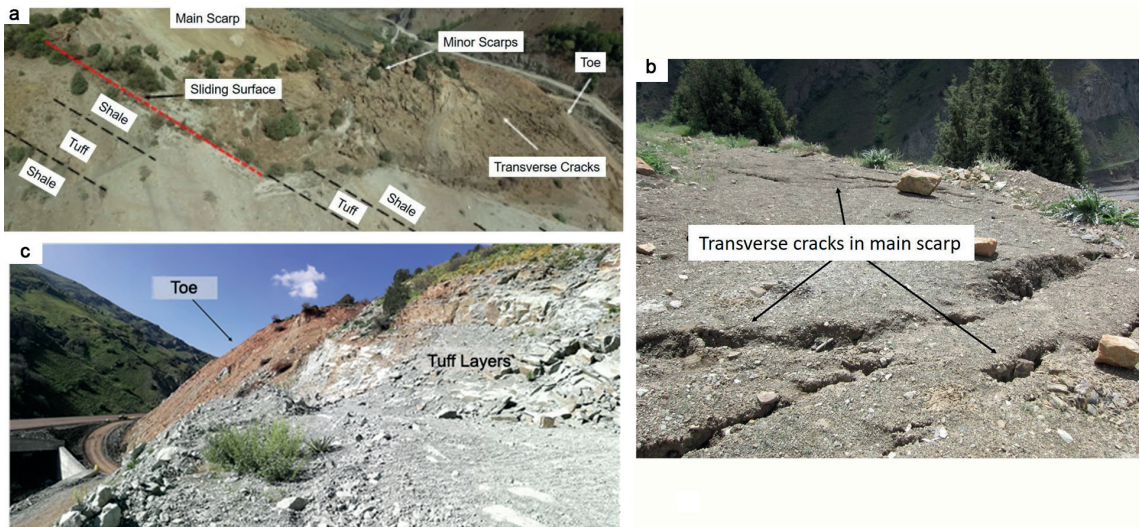 a
Main Scarp
Minor Scarps
Toe
Sliding Surface
Shale
Tuff
Shale
Transverse Cracks
Tuff
Shale
b
Transverse cracks in main scarp
c
Toe
Tuff Layers